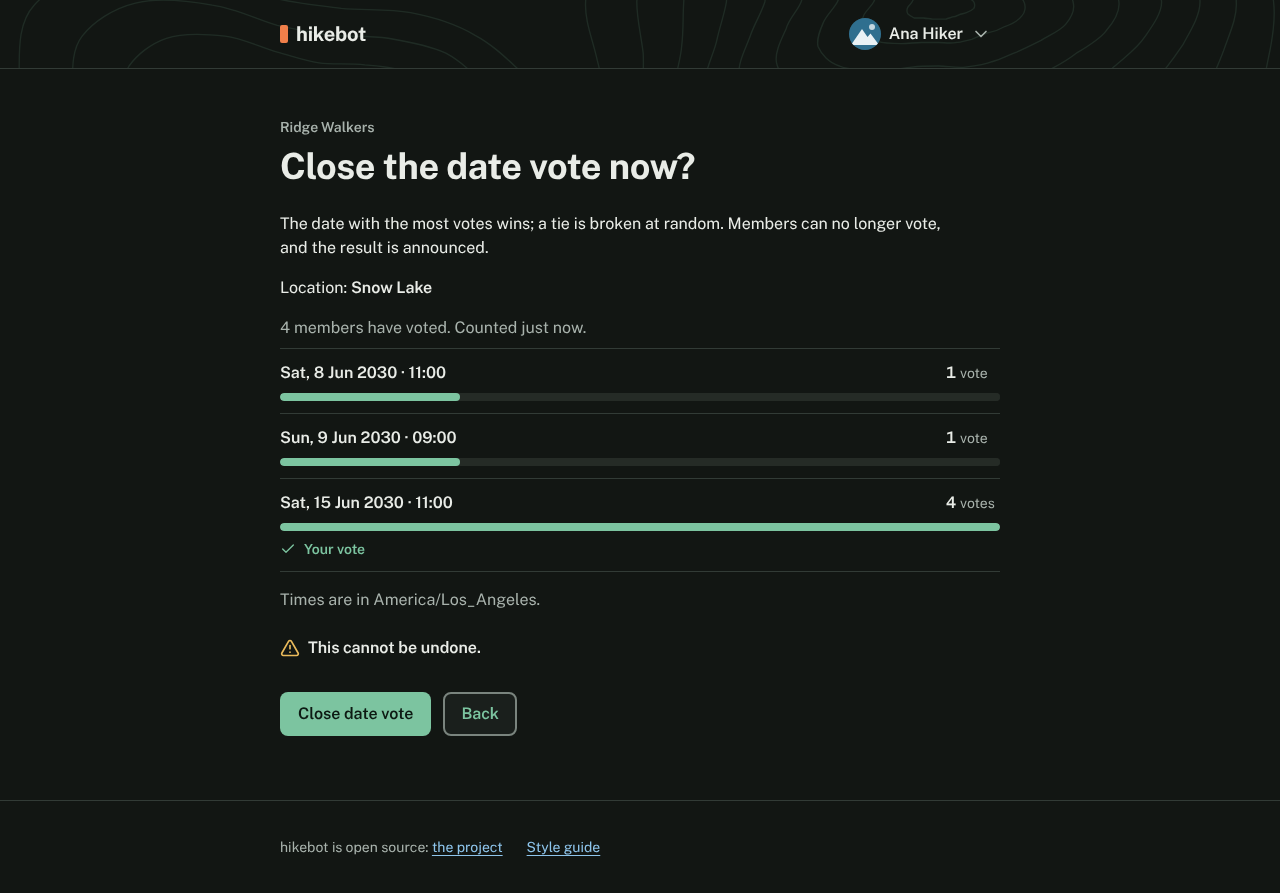 hikebot
Ana Hiker
Ridge Walkers
Close the date vote now?
The date with the most votes wins; a tie is broken at random. Members can no longer vote,
and the result is announced.
Location: Snow Lake
4 members have voted. Counted just now.
Sat, 8 Jun 2030 · 11:00 1 vote
Sun, 9 Jun 2030 · 09:00 1 vote
Sat, 15 Jun 2030 · 11:00 4 votes
Your vote
Times are in America/Los_Angeles.
This cannot be undone.
Close date vote Back
hikebot is open source: the project Style guide